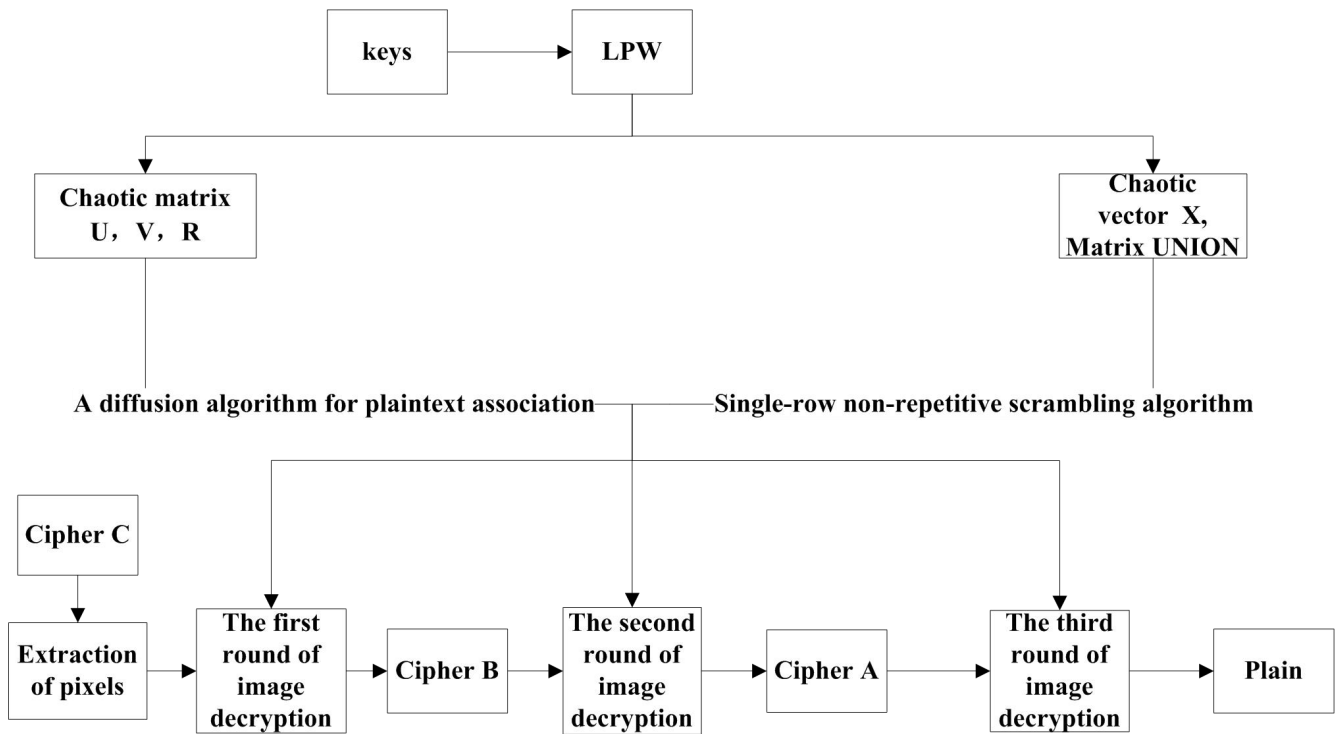 keys
LPW
Chaotic matrix
U，V，R
Chaotic
vector X,
Matrix UNION
A diffusion algorithm for plaintext association
Single-row non-repetitive scrambling algorithm
Cipher C
Extraction
of pixels
The first
round of
image
decryption
Cipher B
The second
round of
image
decryption
Cipher A
The third
round of
image
decryption
Plain